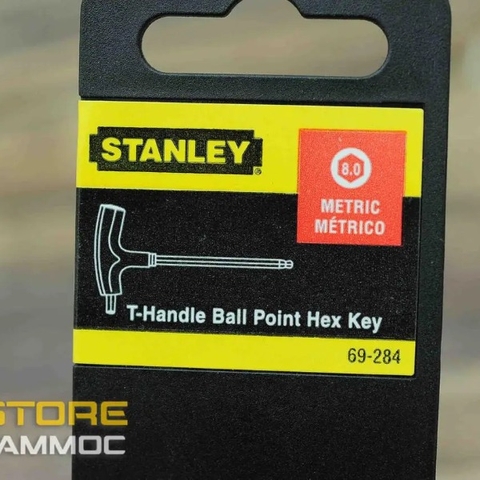 STANLEY
8.0
METRIC
MÉTRICO
T-Handle Ball Point Hex Key
69-284
STORE
AMMOC